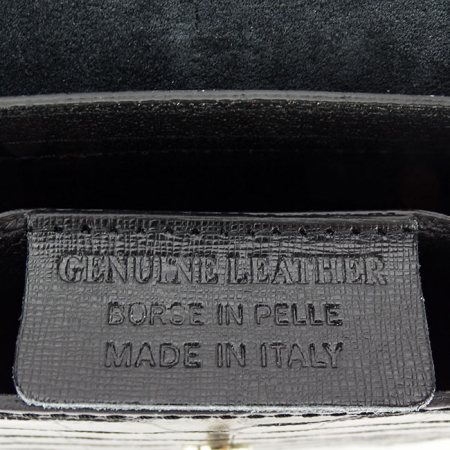 GENUINE LEATHER
BORSE IN PELLE
MADE IN ITALY